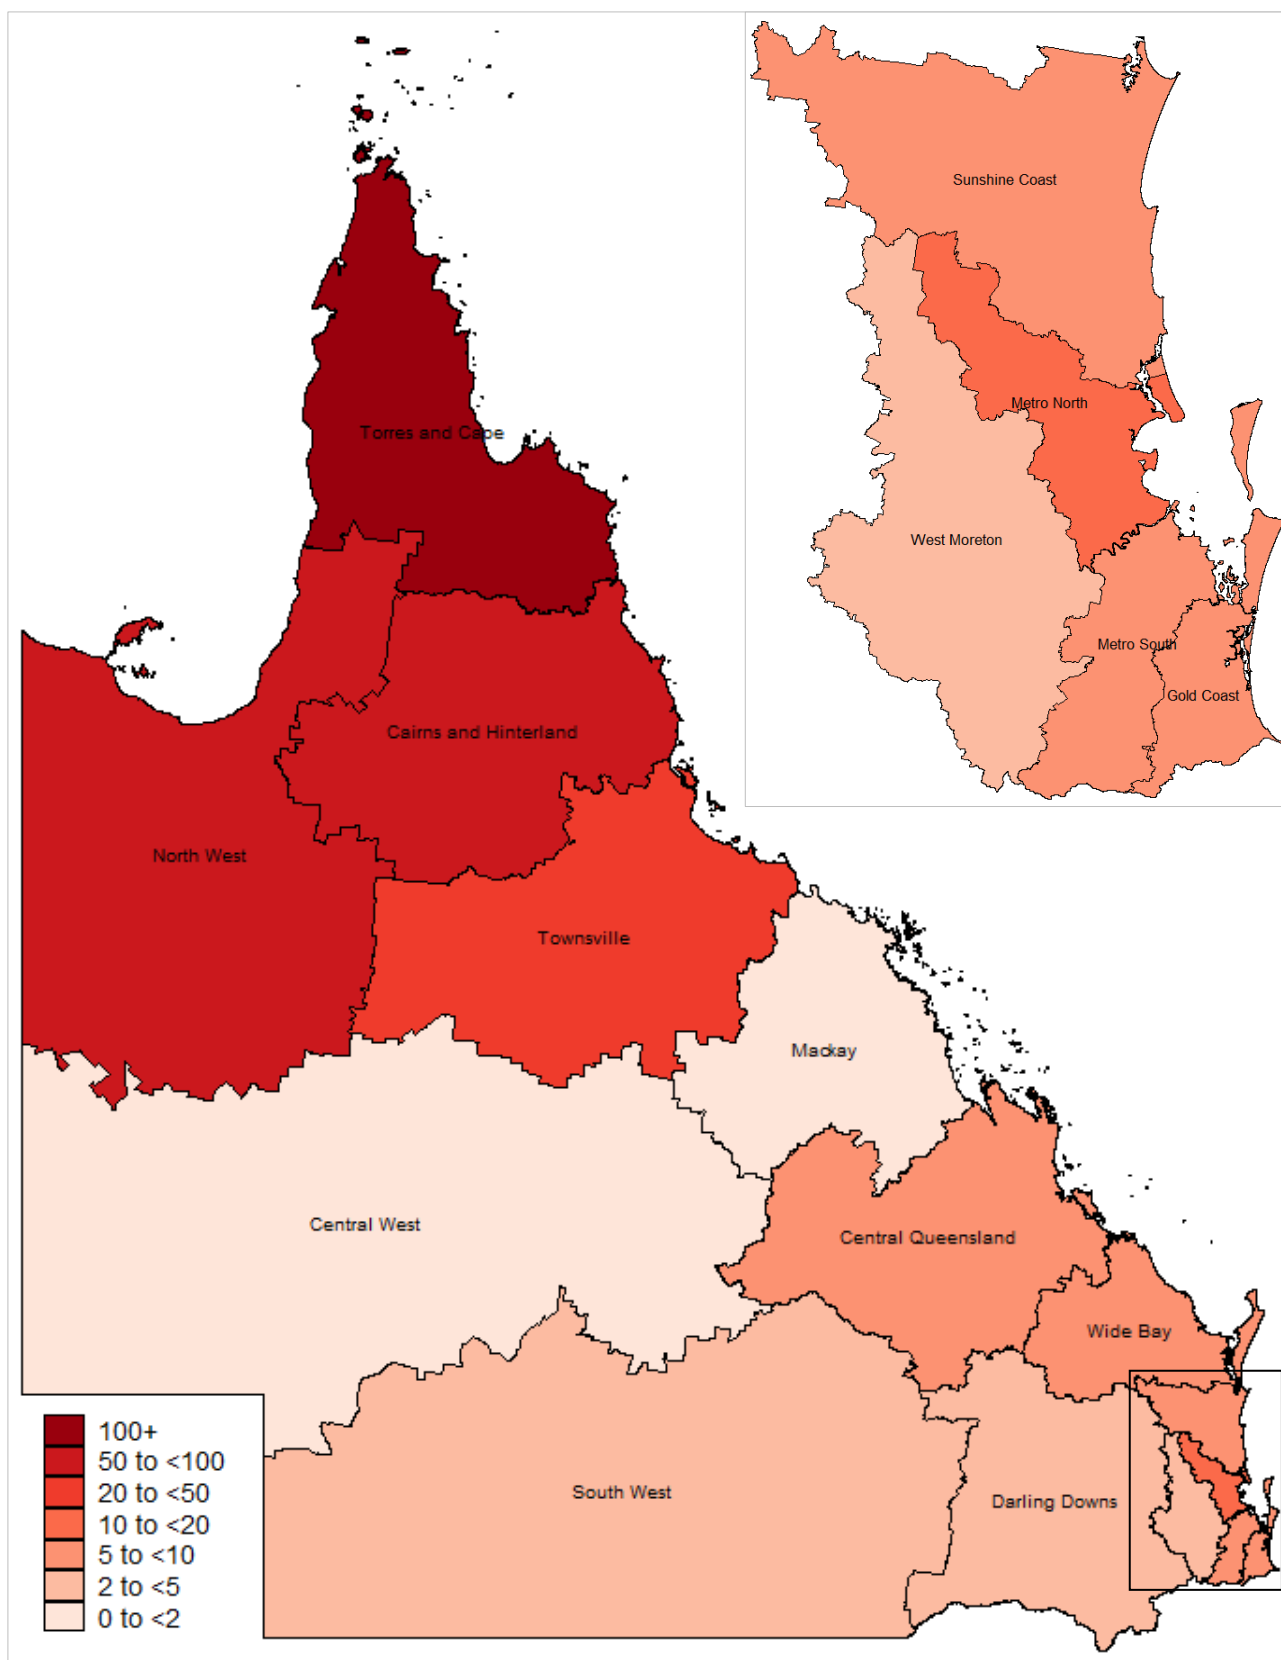 Sunshine Coast
Metro North
West Moreton
Metro South
Gold Coast
Torres and Cape
Cairns and Hinterland
North West
Townsville
Mackay
Central West
Central Queensland
Wide Bay
South West
Darling Downs
100+
50 to <100
20 to <50
10 to <20
5 to <10
2 to <5
0 to <2